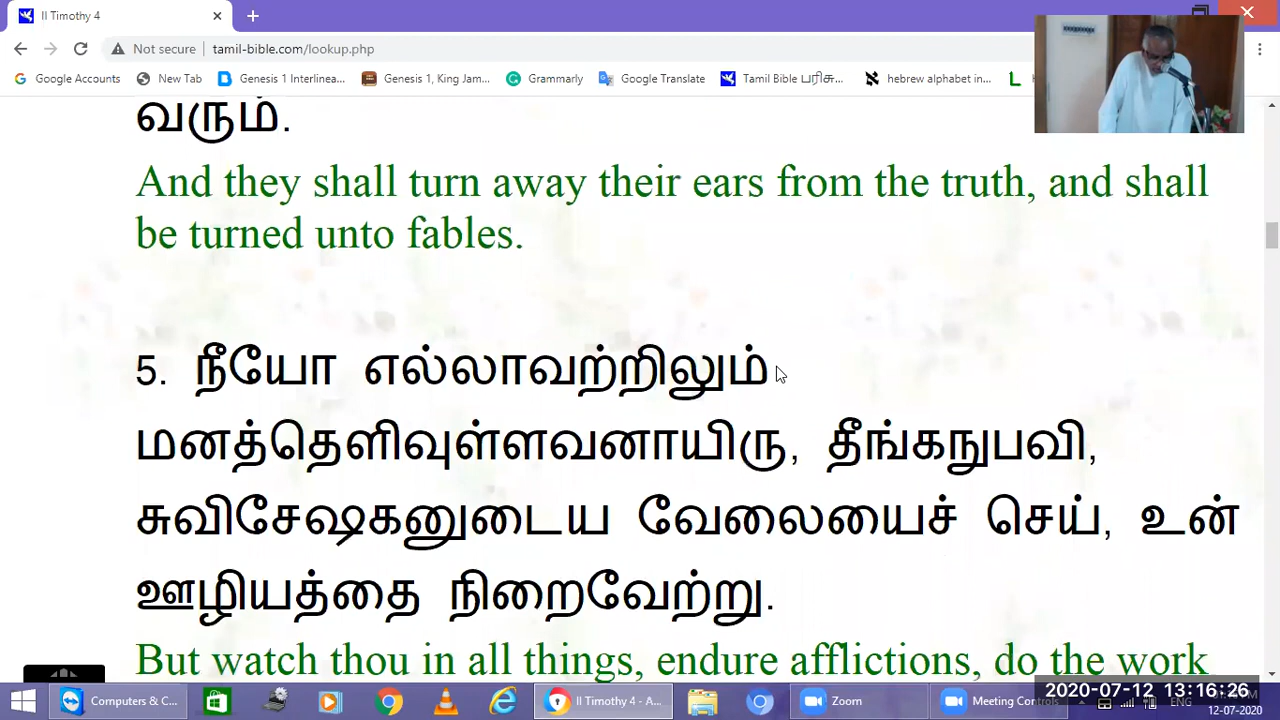 II Timothy 4
Not secure | tamil-bible.com/lookup.php
Google Accounts New Tab Genesis 1 Interlinea... Genesis 1, King Jam... Grammarly Google Translate Tamil Bible பரிசு... hebrew alphabet in...
வரும்.
And they shall turn away their ears from the truth, and shall
be turned unto fables.
5. நீயோ எல்லாவற்றிலும்
மனத்தெளிவுள்ளவனாயிரு, தீங்கநுபவி,
சுவிசேஷகனுடைய வேலையைச் செய், உன்
ஊழியத்தை நிறைவேற்று.
But watch thou in all things, endure afflictions, do the work
Computers & C... II Timothy 4 - A... Zoom Meeting Controls ENG
2020-07-12 13:16:26
12-07-2020